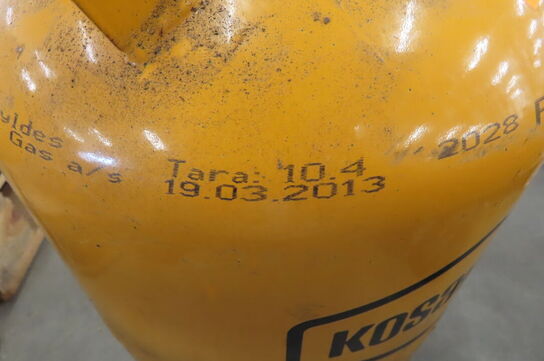 yldes
Gas a/s
Tara: 10.4
19.03.2013
2028
KOSA